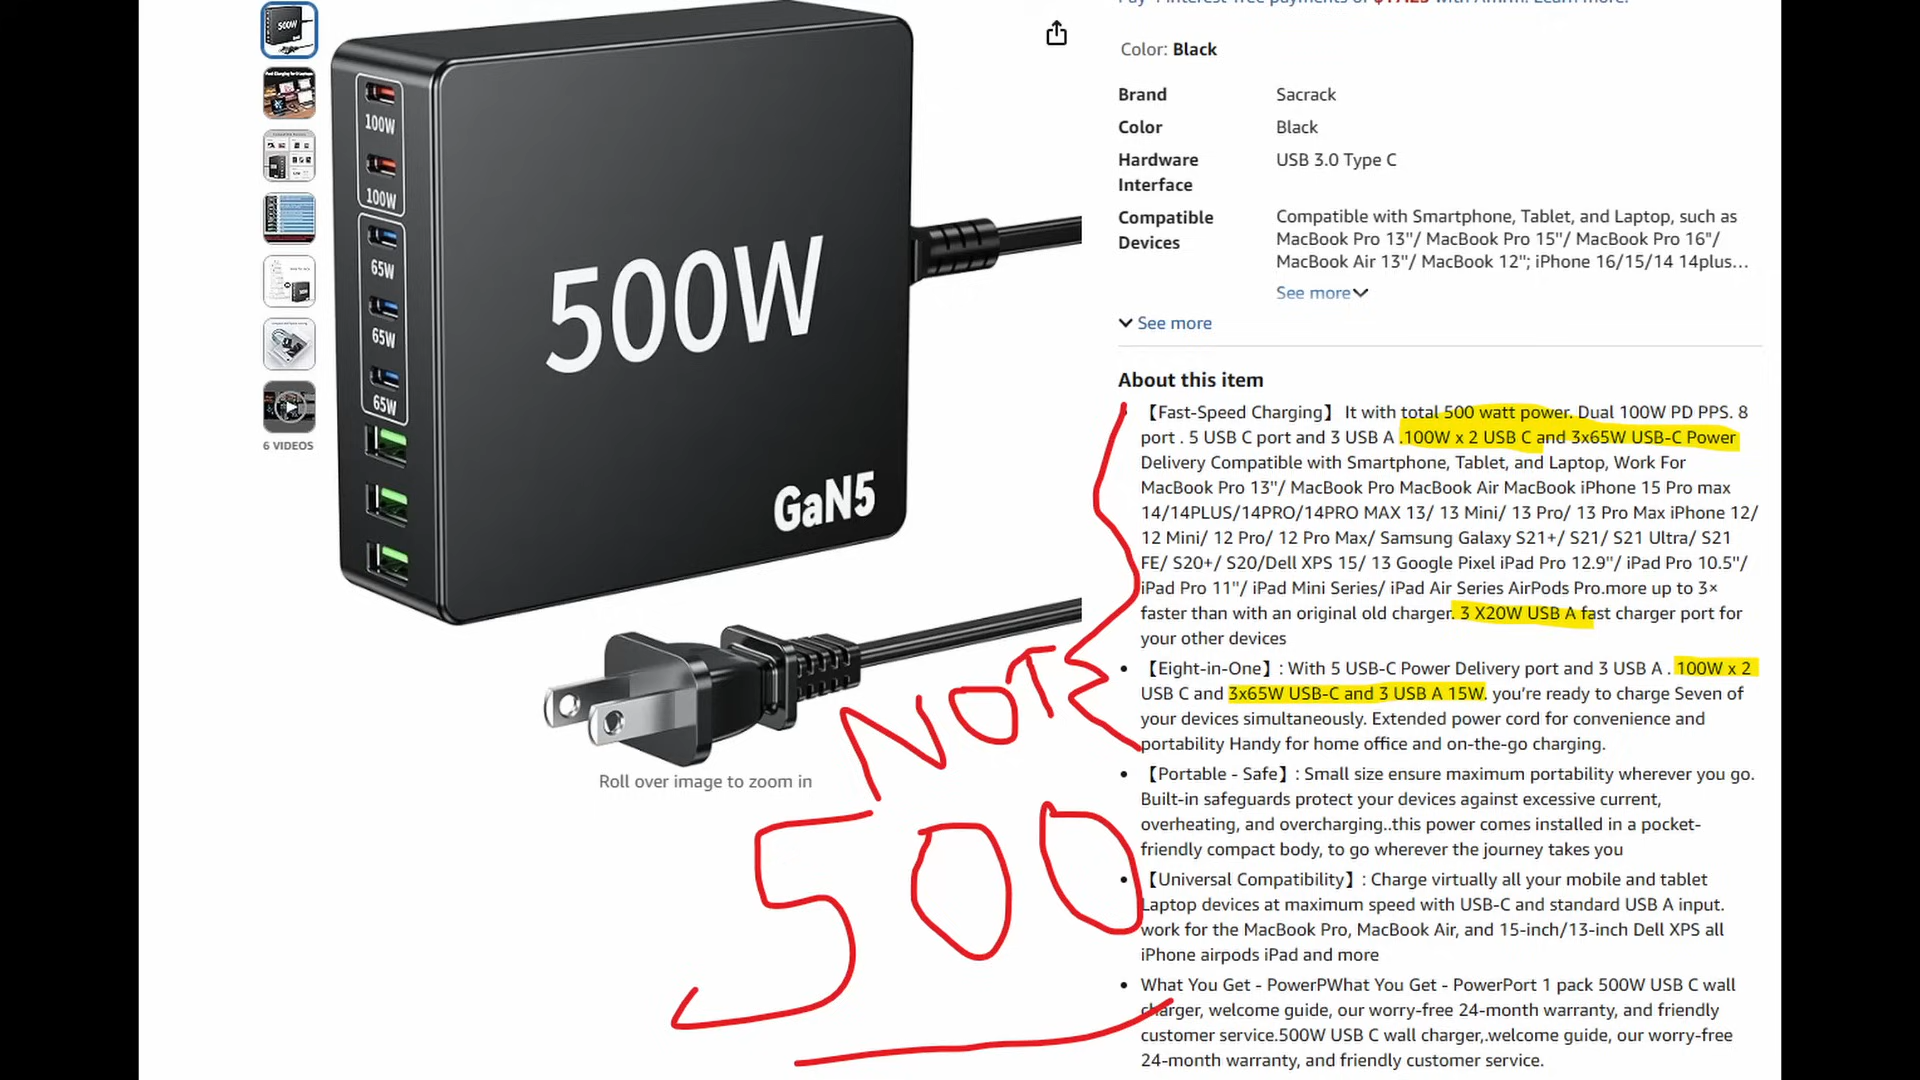 500W
100W
100W
65W
65W
65W
500W
GaN5
6 VIDEOS
Roll over image to zoom in
NOT
500
Color: Black
Brand Sacrack
Color Black
Hardware Interface USB 3.0 Type C
Compatible Devices Compatible with Smartphone, Tablet, and Laptop, such as
MacBook Pro 13"/ MacBook Pro 15"/ MacBook Pro 16"/
MacBook Air 13"/ MacBook 12"; iPhone 16/15/14 14plus...
See more
See more
About this item
【Fast-Speed Charging】 It with total 500 watt power. Dual 100W PD PPS. 8
port . 5 USB C port and 3 USB A .100W x 2 USB C and 3x65W USB-C Power
Delivery Compatible with Smartphone, Tablet, and Laptop, Work For
MacBook Pro 13"/ MacBook Pro MacBook Air MacBook iPhone 15 Pro max
14/14PLUS/14PRO/14PRO MAX 13/ 13 Mini/ 13 Pro/ 13 Pro Max iPhone 12/
12 Mini/ 12 Pro/ 12 Pro Max/ Samsung Galaxy S21+/ S21/ S21 Ultra/ S21
FE/ S20+/ S20/Dell XPS 15/ 13 Google Pixel iPad Pro 12.9"/ iPad Pro 10.5"/
iPad Pro 11"/ iPad Mini Series/ iPad Air Series AirPods Pro.more up to 3×
faster than with an original old charger. 3 X20W USB A fast charger port for
your other devices
【Eight-in-One】: With 5 USB-C Power Delivery port and 3 USB A . 100W x 2
USB C and 3x65W USB-C and 3 USB A 15W. you’re ready to charge Seven of
your devices simultaneously. Extended power cord for convenience and
portability Handy for home office and on-the-go charging.
【Portable - Safe】: Small size ensure maximum portability wherever you go.
Built-in safeguards protect your devices against excessive current,
overheating, and overcharging..this power comes installed in a pocket-
friendly compact body, to go wherever the journey takes you
【Universal Compatibility】: Charge virtually all your mobile and tablet
Laptop devices at maximum speed with USB-C and standard USB A input.
work for the MacBook Pro, MacBook Air, and 15-inch/13-inch Dell XPS all
iPhone airpods iPad and more
What You Get - PowerPWhat You Get - PowerPort 1 pack 500W USB C wall
charger, welcome guide, our worry-free 24-month warranty, and friendly
customer service.500W USB C wall charger,.welcome guide, our worry-free
24-month warranty, and friendly customer service.